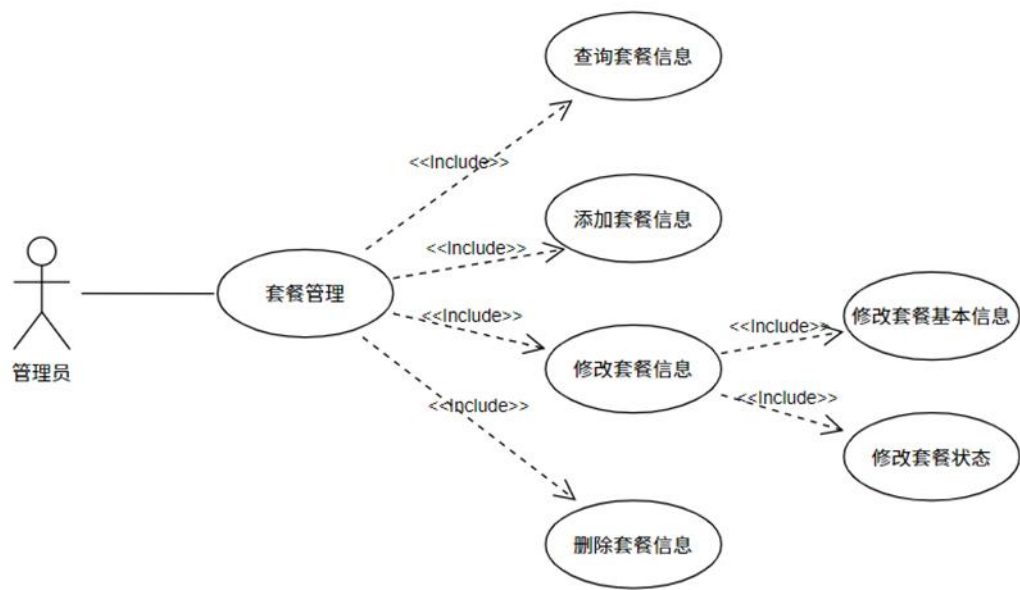 查询套餐信息
<<Include>>
添加套餐信息
<<Include>>
管理员
套餐管理
<<Include>>
修改套餐信息
<<Include>>
修改套餐基本信息
<<Include>>
修改套餐状态
<<Include>>
删除套餐信息